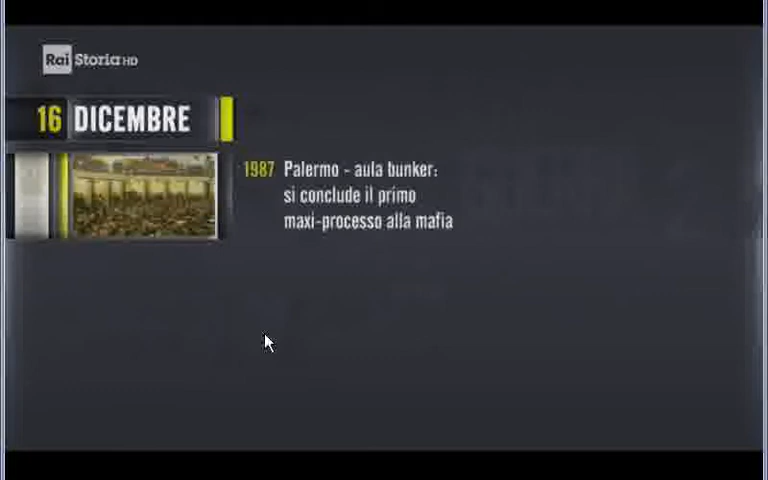 Rai Storia HD
16 DICEMBRE
1987 Palermo - aula bunker:
si conclude il primo
maxi-processo alla mafia